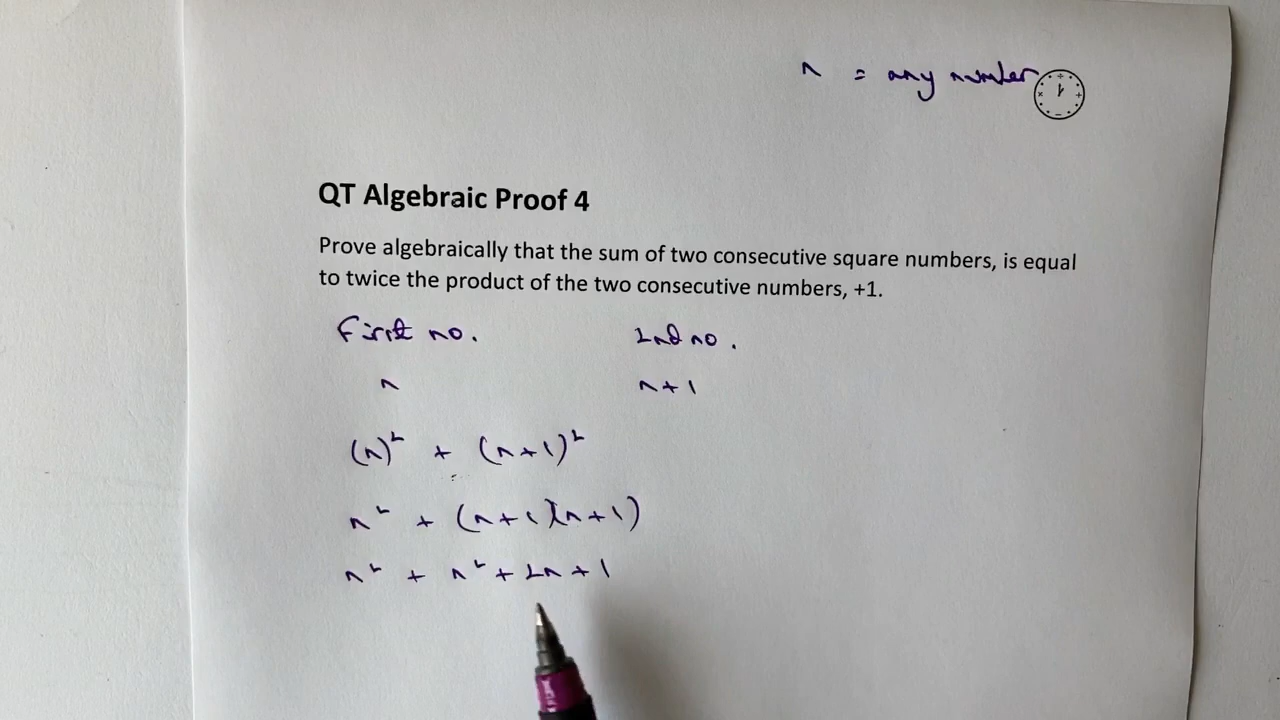 n = any number
QT Algebraic Proof 4
Prove algebraically that the sum of two consecutive square numbers, is equal
to twice the product of the two consecutive numbers, +1.
First no. 2nd no.
n n+1
(n)² + (n+1)²
n² + (n+1)(n+1)
n² + n² + 2n + 1